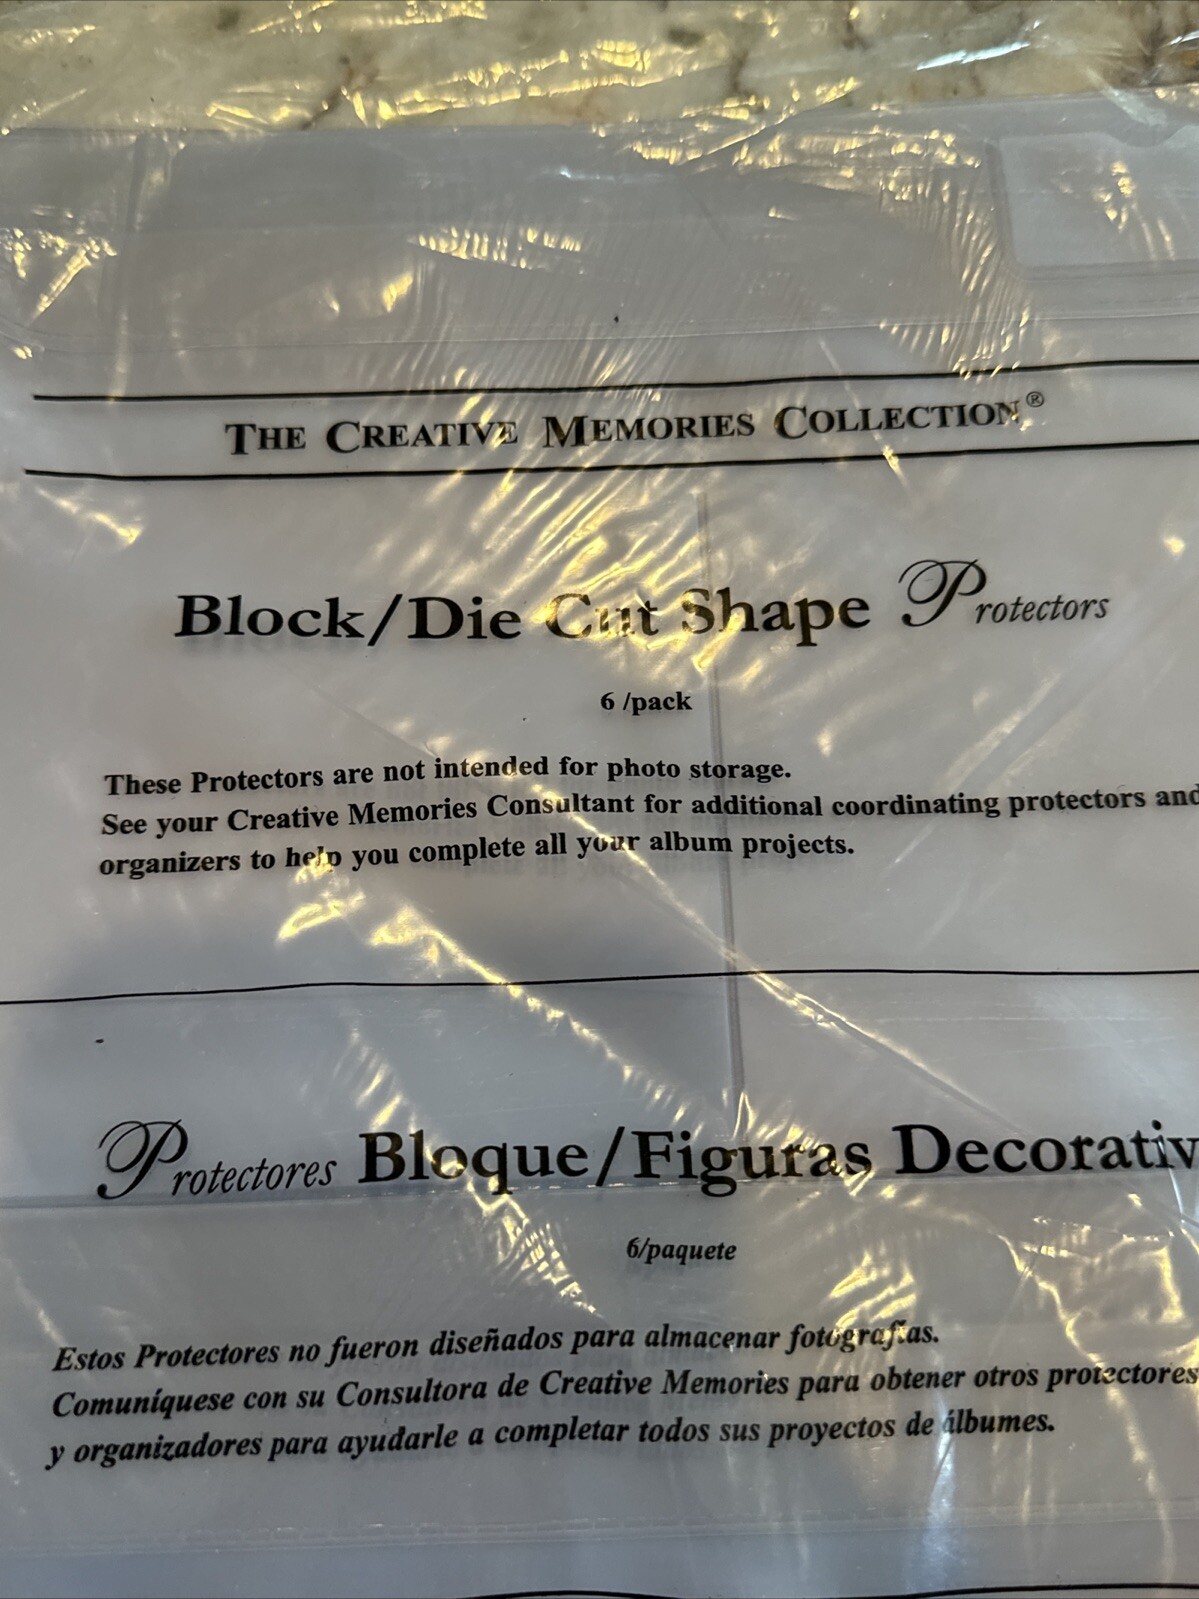 THE CREATIVE MEMORIES COLLECTION®
Block/Die Cut Shape Protectors
6 /pack
These Protectors are not intended for photo storage.
See your Creative Memories Consultant for additional coordinating protectors and
organizers to help you complete all your album projects.
Protectores Bloque/Figuras Decorativ
6/paquete
Estos Protectores no fueron diseñados para almacenar fotografías.
Comuníquese con su Consultora de Creative Memories para obtener otros protectores
y organizadores para ayudarle a completar todos sus proyectos de álbumes.